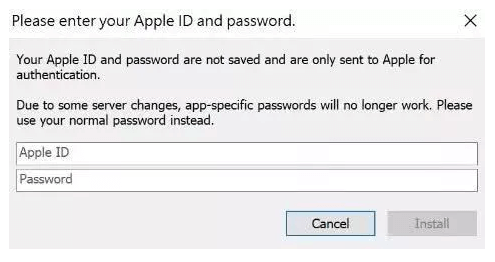 Please enter your Apple ID and password.
Your Apple ID and password are not saved and are only sent to Apple for
authentication.
Due to some server changes, app-specific passwords will no longer work. Please
use your normal password instead.
Apple ID
Password
Cancel
Install